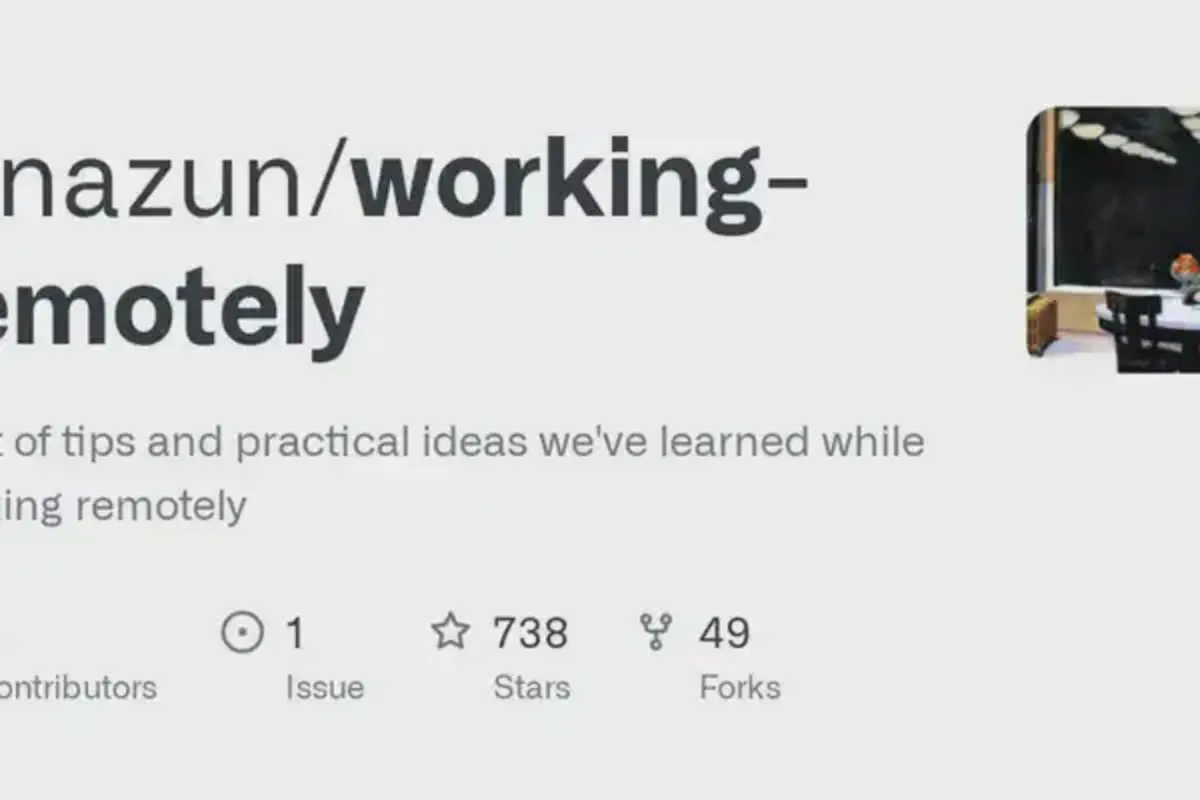 nazun/working-
emotely
of tips and practical ideas we've learned while
ing remotely
1
738
49
ontributors
Issue
Stars
Forks